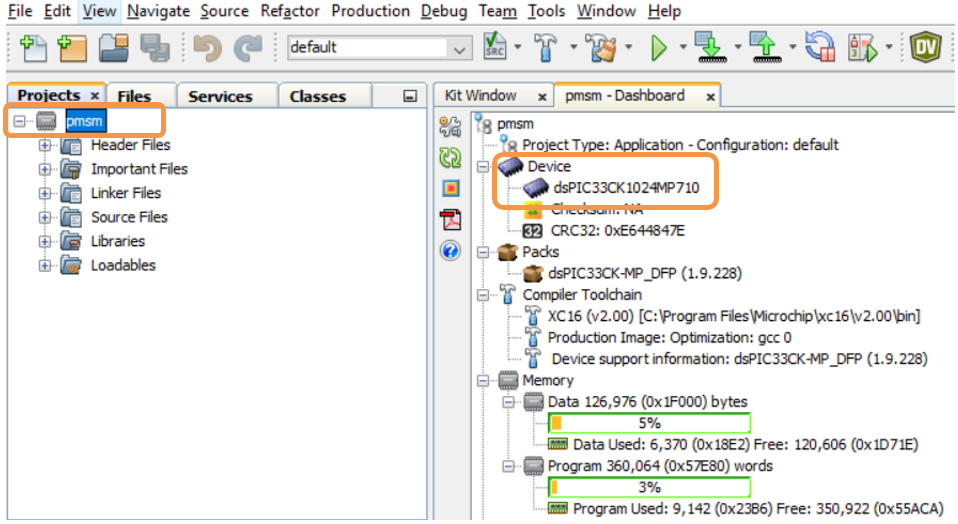 File Edit View Navigate Source Refactor Production Debug Team Tools Window Help
default
SRC
DV
Projects × Files Services Classes
pmsm
Header Files
Important Files
Linker Files
Source Files
Libraries
Loadables
Kit Window × pmsm - Dashboard ×
pmsm
Project Type: Application - Configuration: default
Device
dsPIC33CK1024MP710
Checksum: NA
32 CRC32: 0xE644847E
Packs
dsPIC33CK-MP_DFP (1.9.228)
Compiler Toolchain
XC16 (v2.00) [C:\Program Files\Microchip\xc16\v2.00\bin]
Production Image: Optimization: gcc 0
Device support information: dsPIC33CK-MP_DFP (1.9.228)
Memory
Data 126,976 (0x1F000) bytes
5%
Data Used: 6,370 (0x18E2) Free: 120,606 (0x1D71E)
Program 360,064 (0x57E80) words
3%
Program Used: 9,142 (0x23B6) Free: 350,922 (0x55ACA)